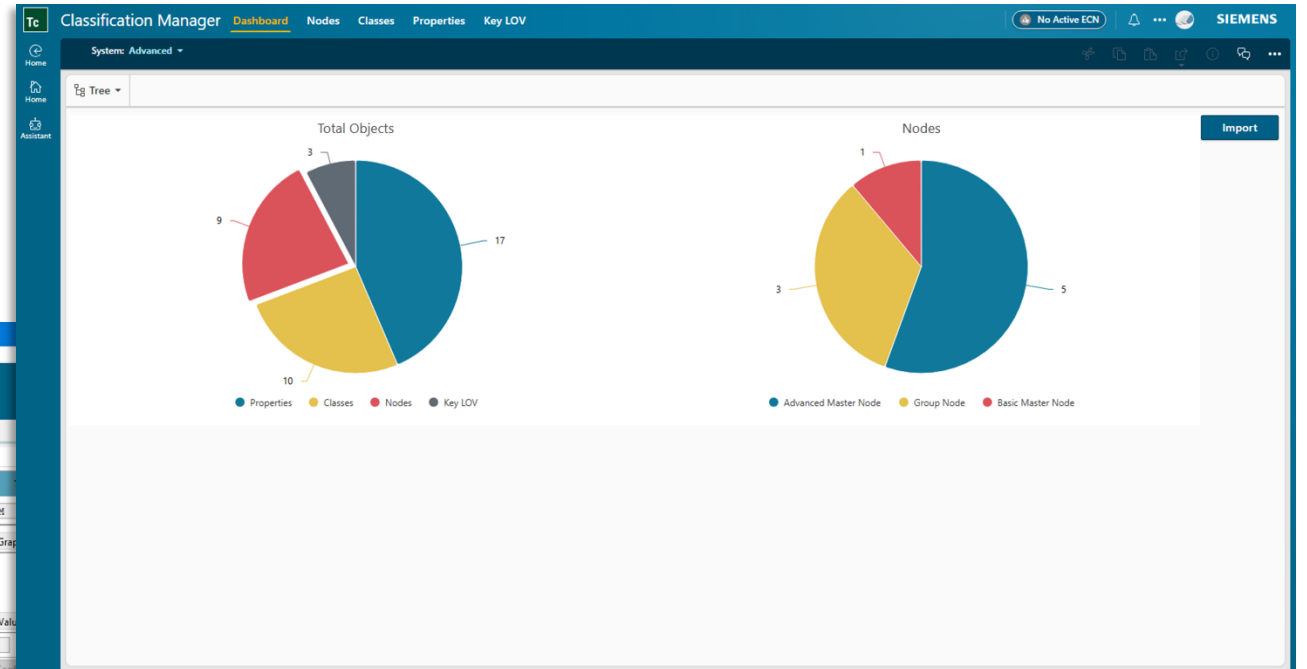 Tc Classification Manager Dashboard Nodes Classes Properties Key LOV No Active ECN SIEMENS
Home
System: Advanced
Home
Tree
Assistant
Import
Total Objects
3
9
17
10
Properties Classes Nodes Key LOV
Nodes
1
3
5
Advanced Master Node Group Node Basic Master Node
Grap
Valu